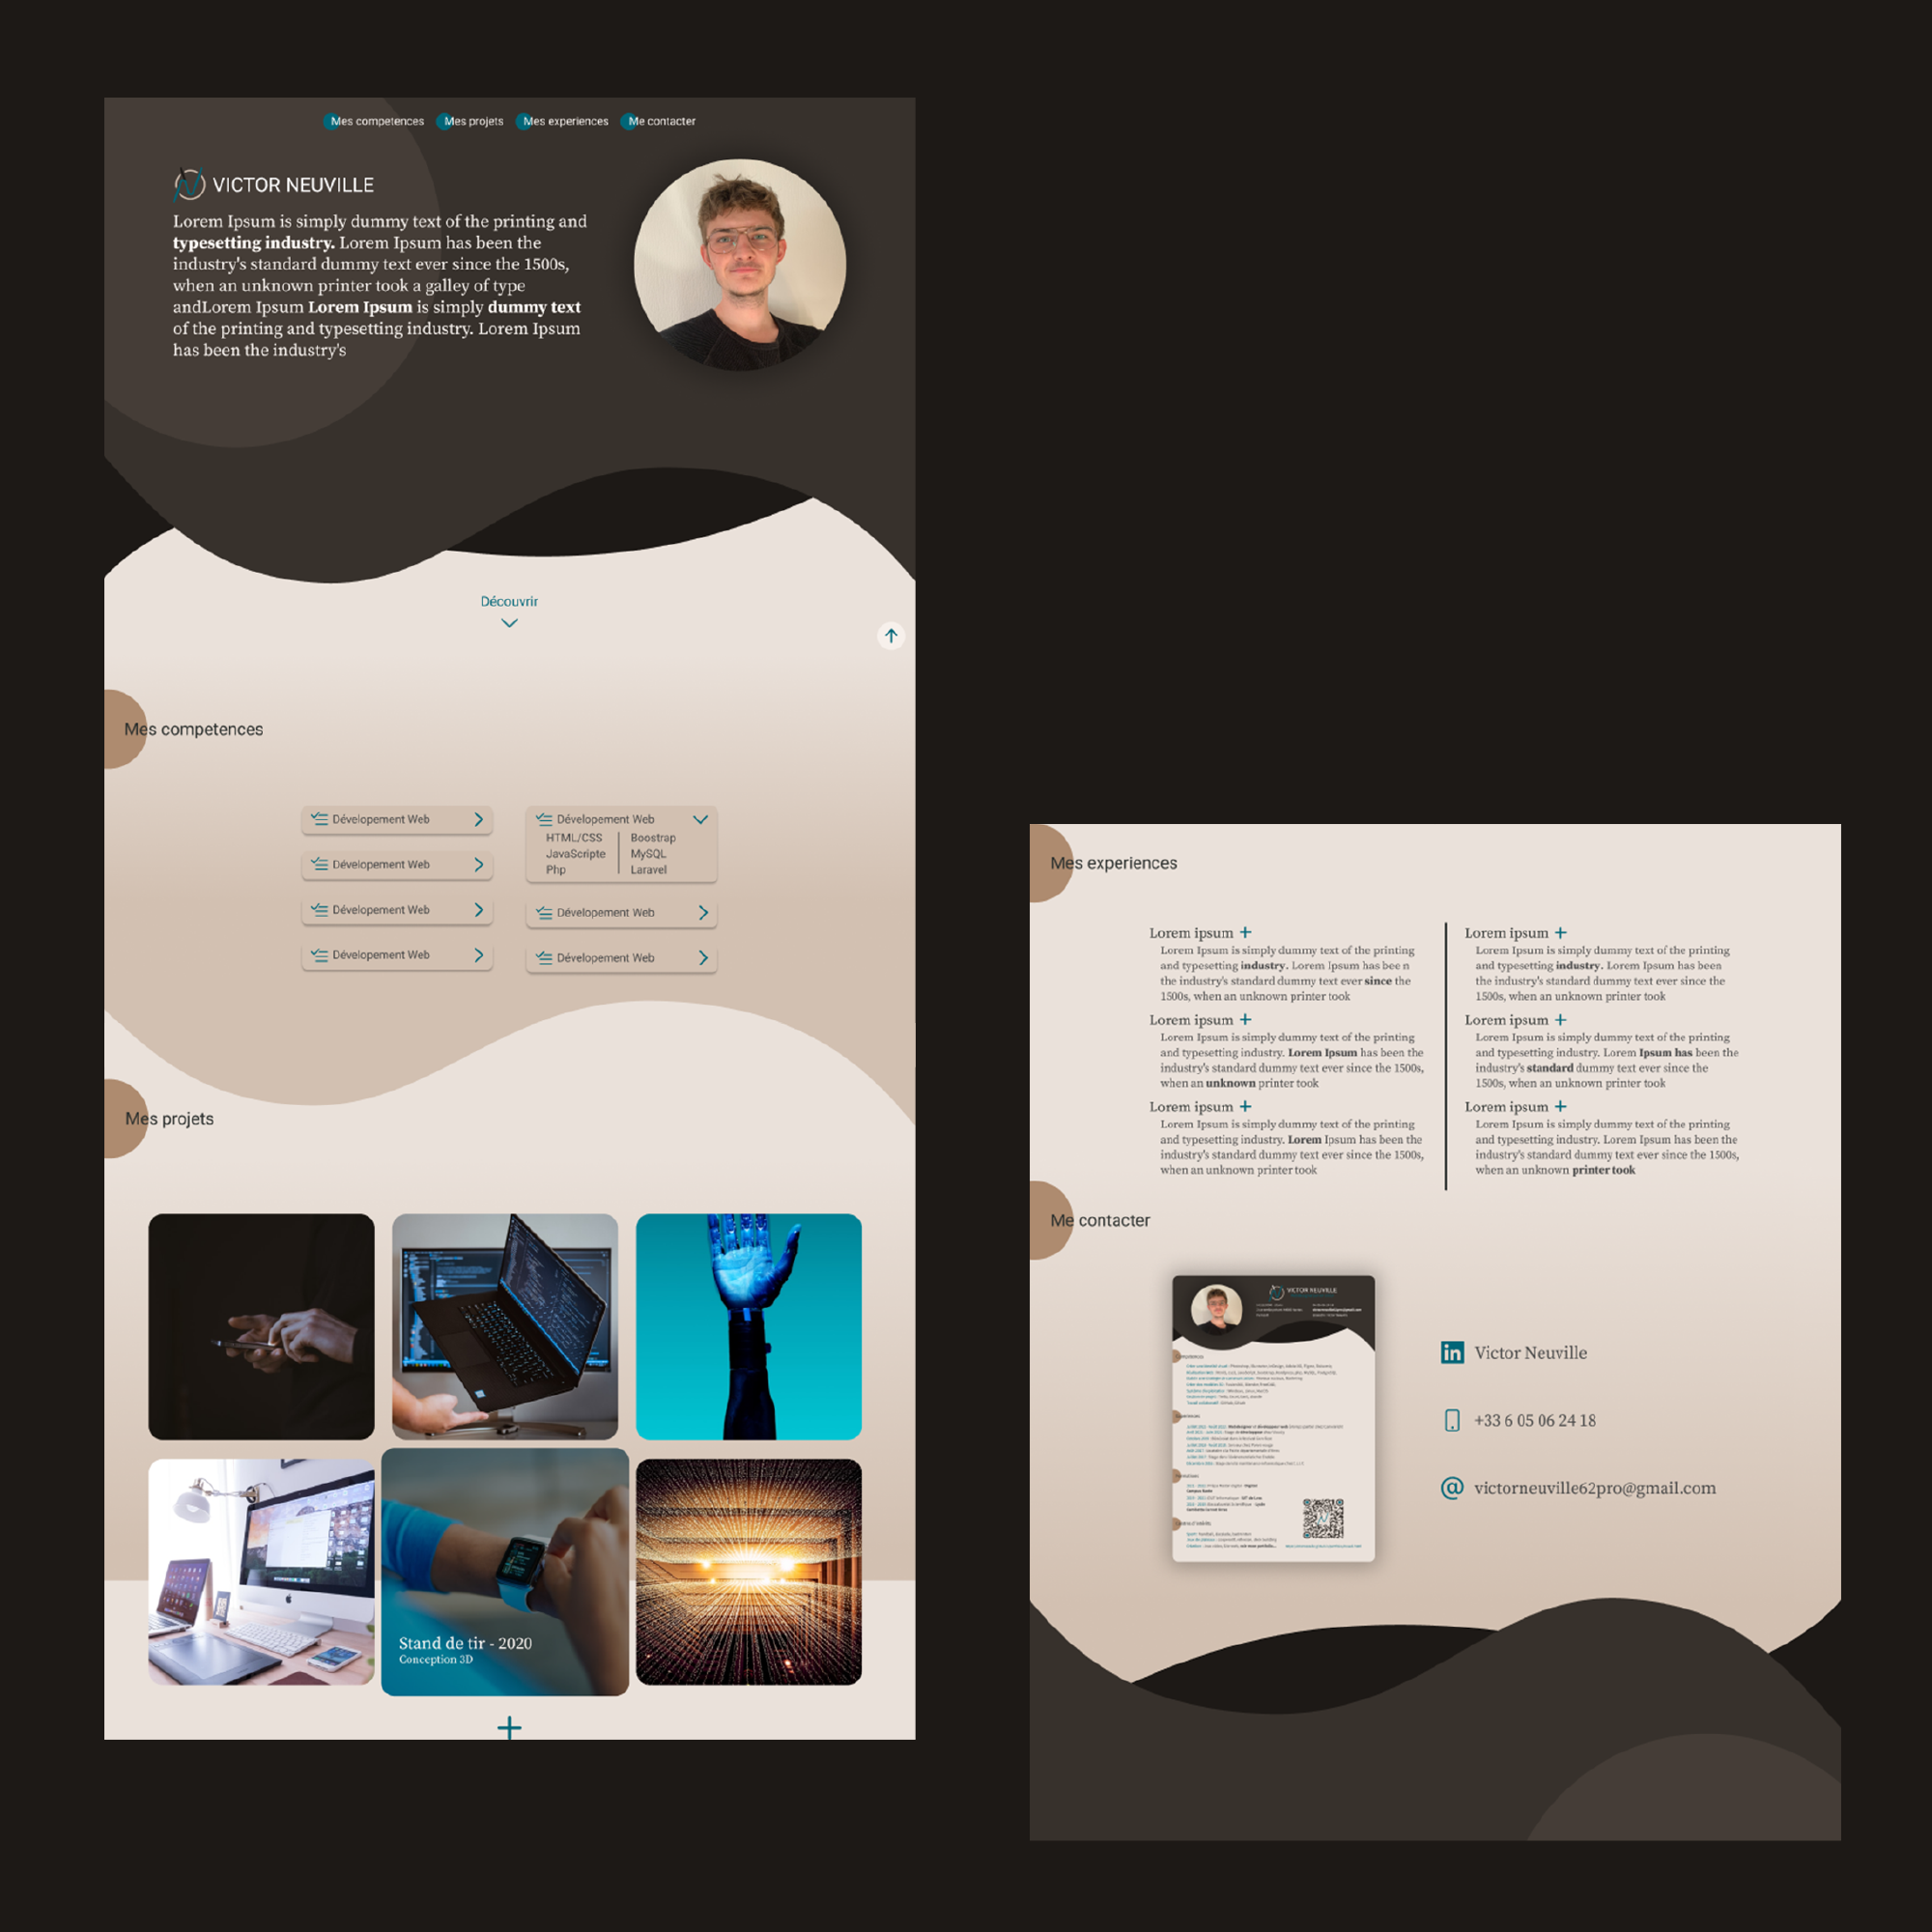 Mes competences
Mes projets
Mes experiences
Me contacter
VICTOR NEUVILLE
Lorem Ipsum is simply dummy text of the printing and
typesetting industry. Lorem Ipsum has been the
industry's standard dummy text ever since the 1500s,
when an unknown printer took a galley of type
andLorem Ipsum Lorem Ipsum is simply dummy text
of the printing and typesetting industry. Lorem Ipsum
has been the industry's
Découvrir
Mes competences
Dévelopement Web
Dévelopement Web
Dévelopement Web
Dévelopement Web
Dévelopement Web
HTML/CSS
JavaScripte
Php
Boostrap
MySQL
Laravel
Dévelopement Web
Dévelopement Web
Mes projets
Stand de tir - 2020
Conception 3D
Mes experiences
Lorem ipsum +
Lorem Ipsum is simply dummy text of the printing
and typesetting industry. Lorem Ipsum has bee n
the industry's standard dummy text ever since the
1500s, when an unknown printer took
Lorem ipsum +
Lorem Ipsum is simply dummy text of the printing
and typesetting industry. Lorem Ipsum has been the
industry's standard dummy text ever since the 1500s,
when an unknown printer took
Lorem ipsum +
Lorem Ipsum is simply dummy text of the printing
and typesetting industry. Lorem Ipsum has been the
industry's standard dummy text ever since the 1500s,
when an unknown printer took
Lorem ipsum +
Lorem Ipsum is simply dummy text of the printing
and typesetting industry. Lorem Ipsum has been
the industry's standard dummy text ever since the
1500s, when an unknown printer took
Lorem ipsum +
Lorem Ipsum is simply dummy text of the printing
and typesetting industry. Lorem Ipsum has been the
industry's standard dummy text ever since the
1500s, when an unknown printer took
Lorem ipsum +
Lorem Ipsum is simply dummy text of the printing
and typesetting industry. Lorem Ipsum has been the
industry's standard dummy text ever since the 1500s,
when an unknown printer took
Me contacter
VICTOR NEUVILLE
in Victor Neuville
+33 6 05 06 24 18
@ victorneuville62pro@gmail.com